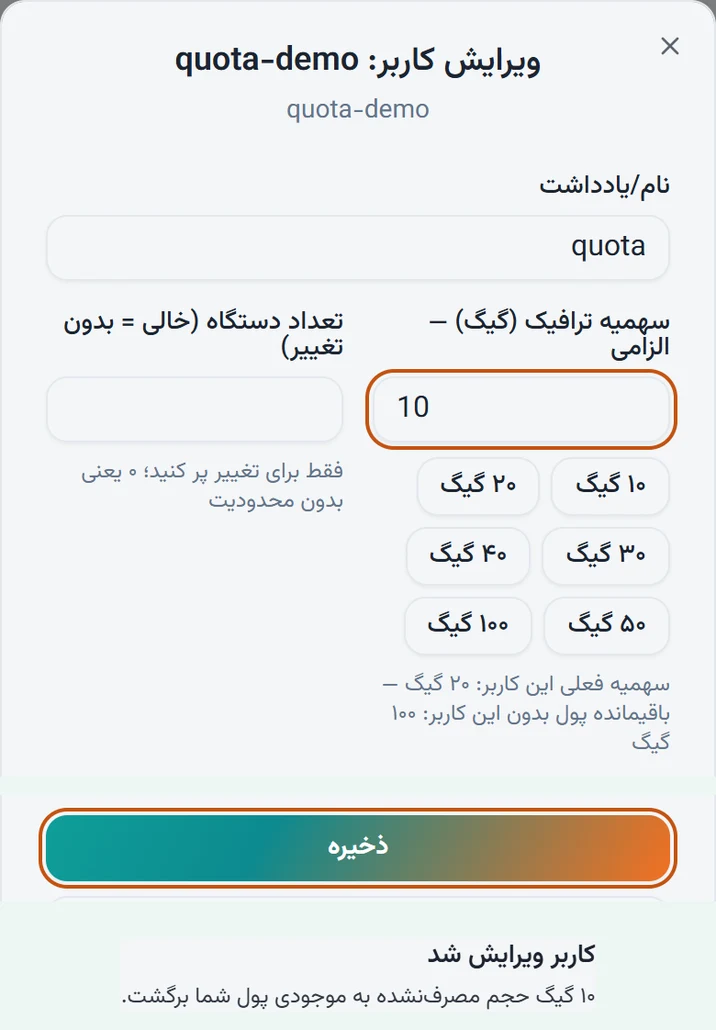 ویرایش کاربر: quota-demo
quota-demo
نام/یادداشت
quota
سهمیه ترافیک (گیگ) —
الزامی
10
۱۰ گیگ
۲۰ گیگ
۳۰ گیگ
۴۰ گیگ
۵۰ گیگ
۱۰۰ گیگ
سهمیه فعلی این کاربر: ۲۰ گیگ —
باقیمانده پول بدون این کاربر: ۱۰۰
گیگ
تعداد دستگاه (خالی = بدون
تغییر)
فقط برای تغییر پر کنید؛ ۰ یعنی
بدون محدودیت
ذخیره
کاربر ویرایش شد
۱۰ گیگ حجم مصرف‌نشده به موجودی پول شما برگشت.